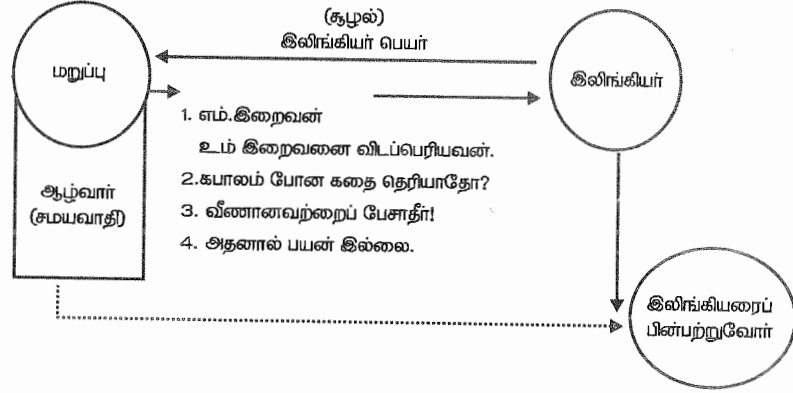 (சூழல்)
இலிங்கியர் பெயர்
மறுப்பு
இலிங்கியர்
1. எம்.இறைவன்
உம் இறைவனை விடப்பெரியவன்.
2.கபாலம் போன கதை தெரியாதோ?
3. வீணானவற்றைப் பேசாதீர்!
4. அதனால் பயன் இல்லை.
ஆழ்வார்
(சமயவாதி)
இலிங்கியரைப்
பின்பற்றுவோர்